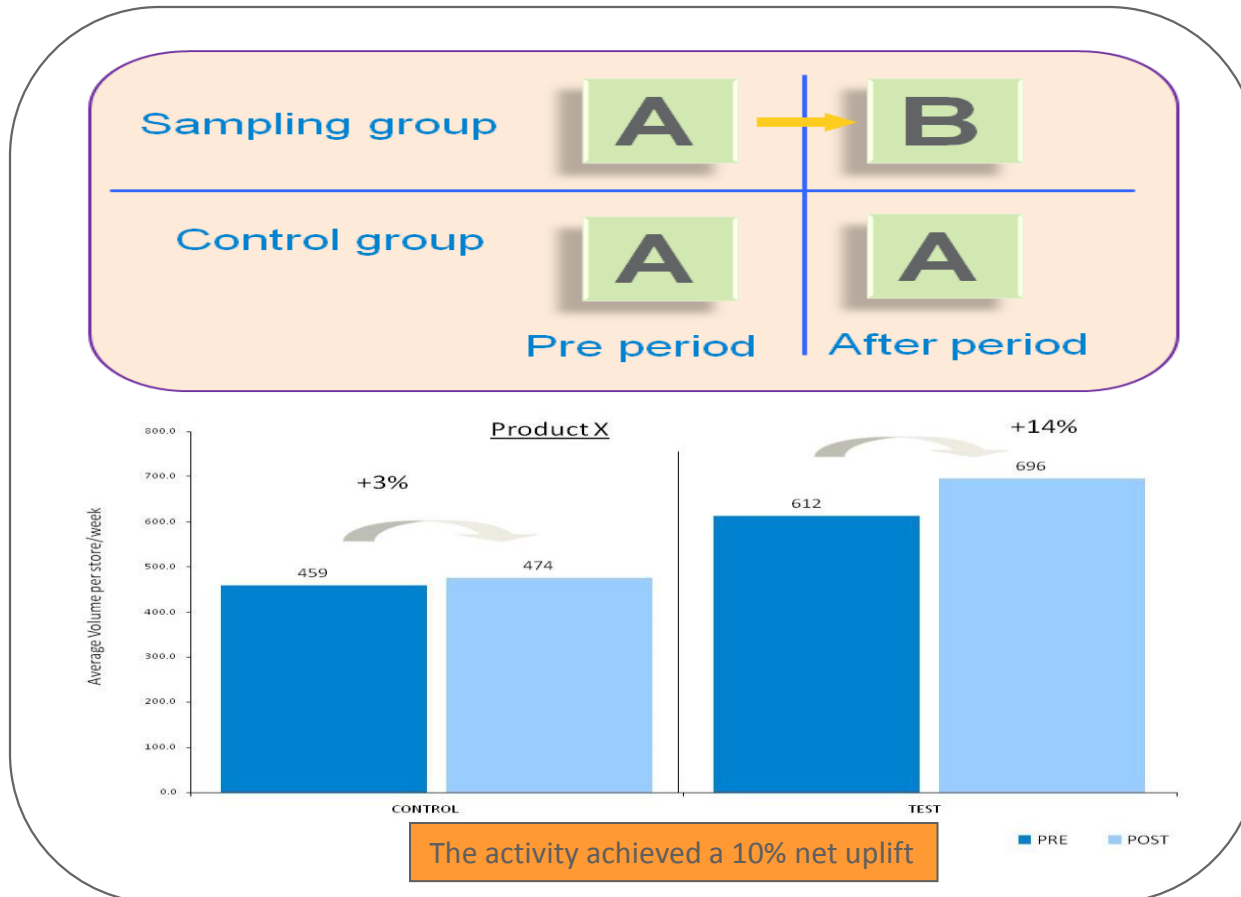 Sampling group A B
Control group A A
Pre period After period
Product X
+3%
+14%
Average Volume per store/week
800.0
700.0
600.0
500.0
400.0
300.0
200.0
100.0
0.0
459
474
612
696
CONTROL
TEST
PRE POST
The activity achieved a 10% net uplift